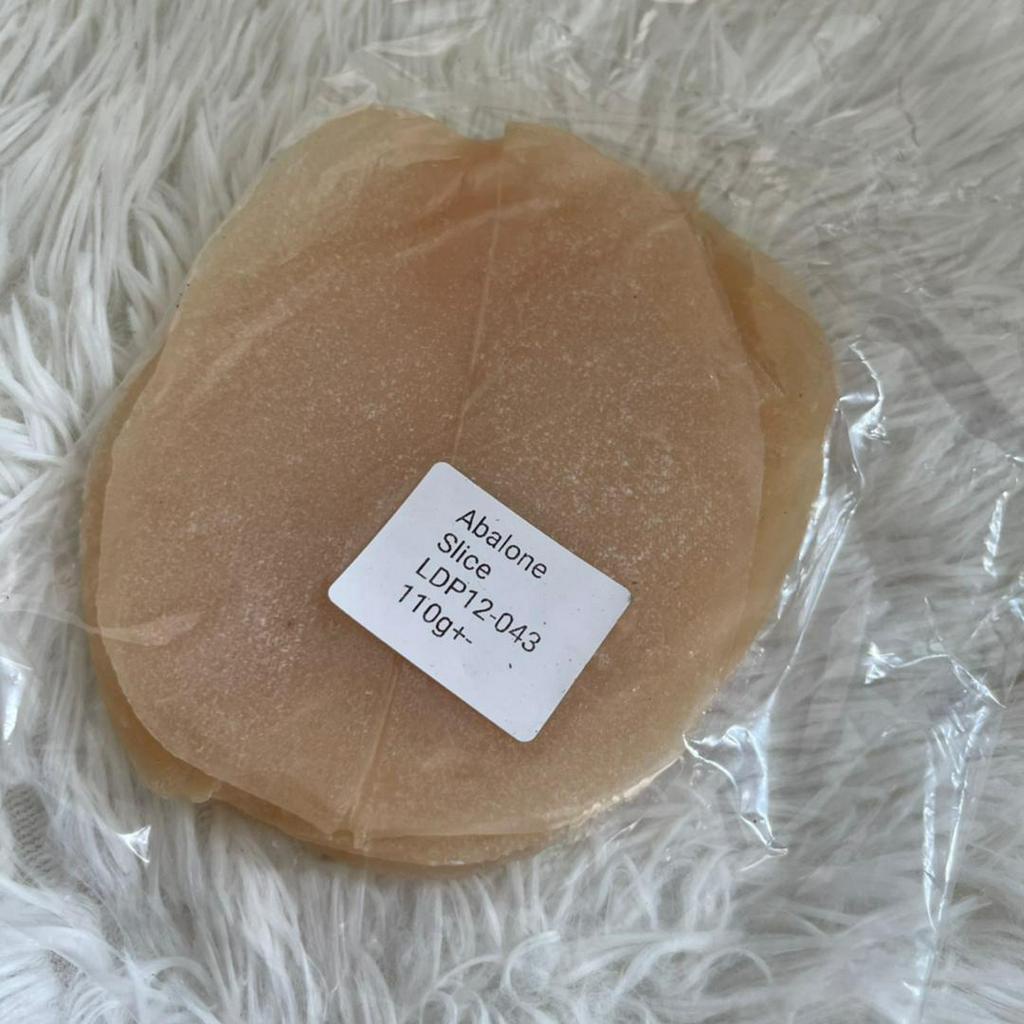 Abalone
Slice
LDP12-043
110g+-